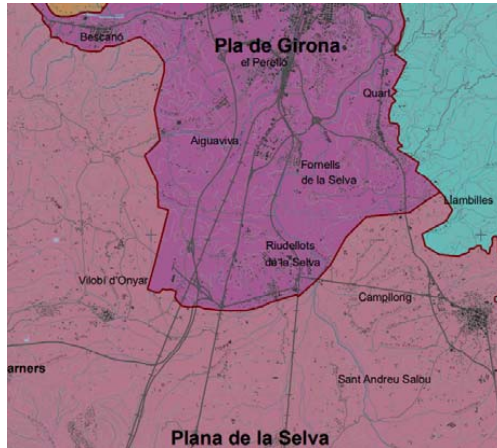 Bescanó
Pla de Girona
el Perelló
Quart
Aiguaviva
Fornells
de la Selva
Llambilles
Riudellots
de la Selva
Vilobí d'Onyar
Campllong
arners
Sant Andreu Salou
Plana de la Selva